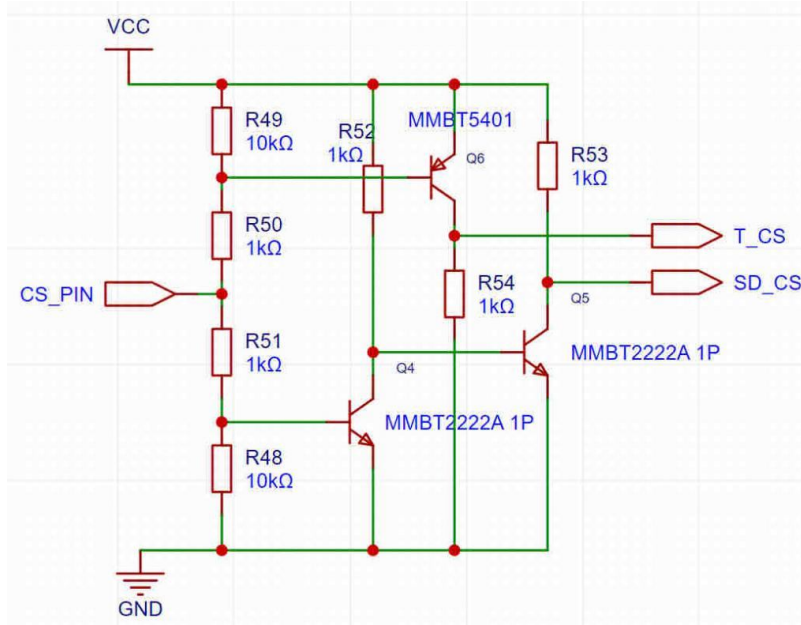 VCC
R49
10kΩ
R52
1kΩ
MMBT5401
Q6
R53
1kΩ
R50
1kΩ
T_CS
CS_PIN
R54
1kΩ
SD_CS
Q5
R51
1kΩ
Q4
MMBT2222A 1P
MMBT2222A 1P
R48
10kΩ
GND